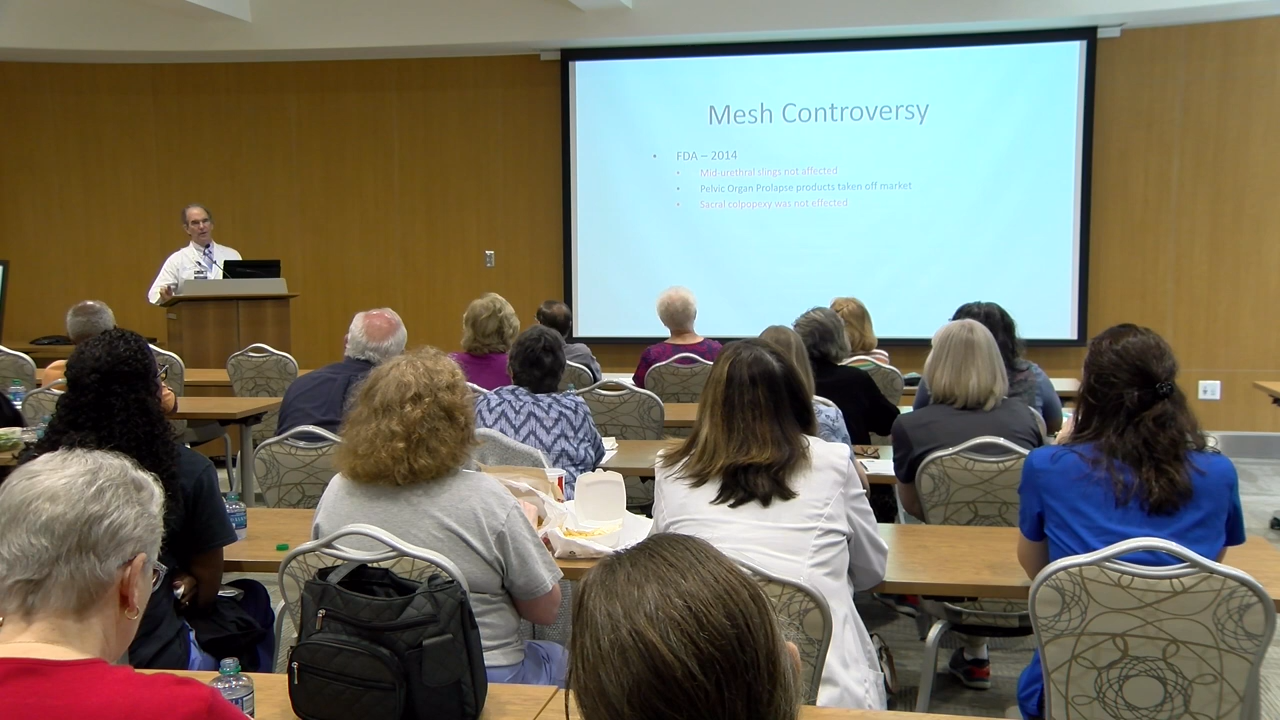 Mesh Controversy
• FDA – 2014
• Mid-urethral slings not affected
• Pelvic Organ Prolapse products taken off market
• Sacral colpopexy was not effected